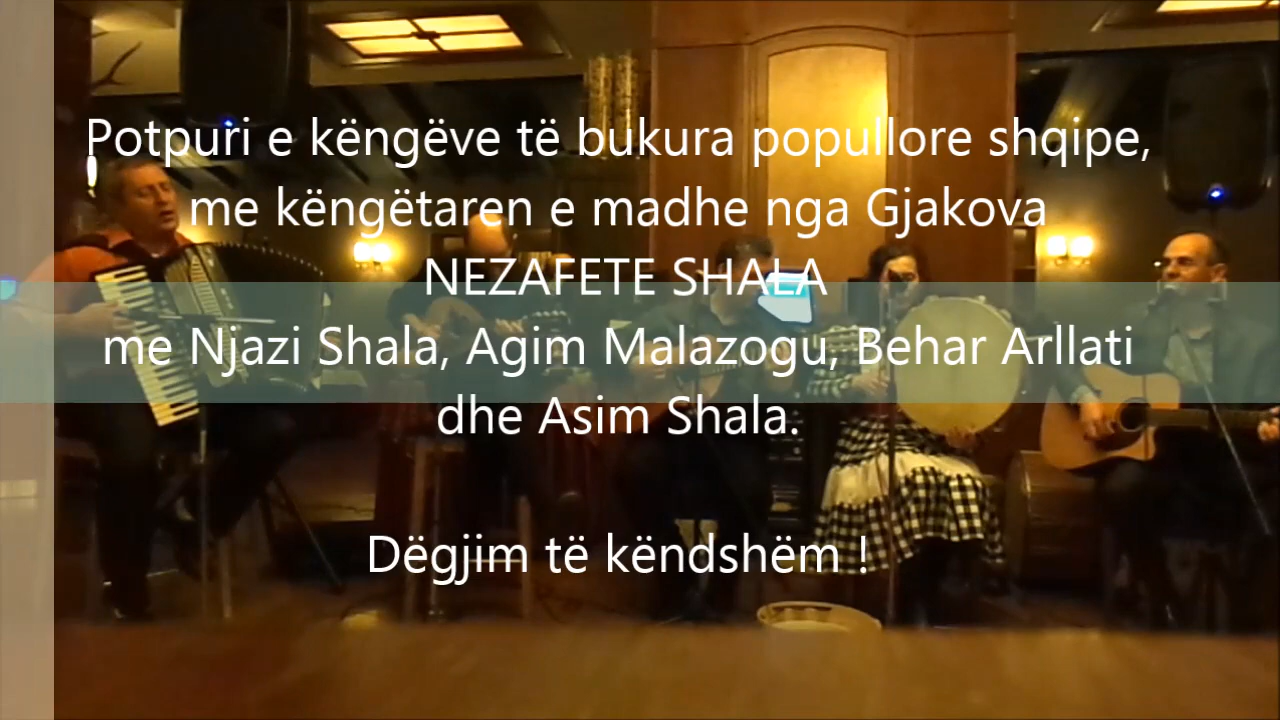 Potpuri e këngëve të bukura popullore shqipe,
me këngëtaren e madhe nga Gjakova
NEZAFETE SHALA
me Njazi Shala, Agim Malazogu, Behar Arllati
dhe Asim Shala.
Dëgjim të këndshëm !